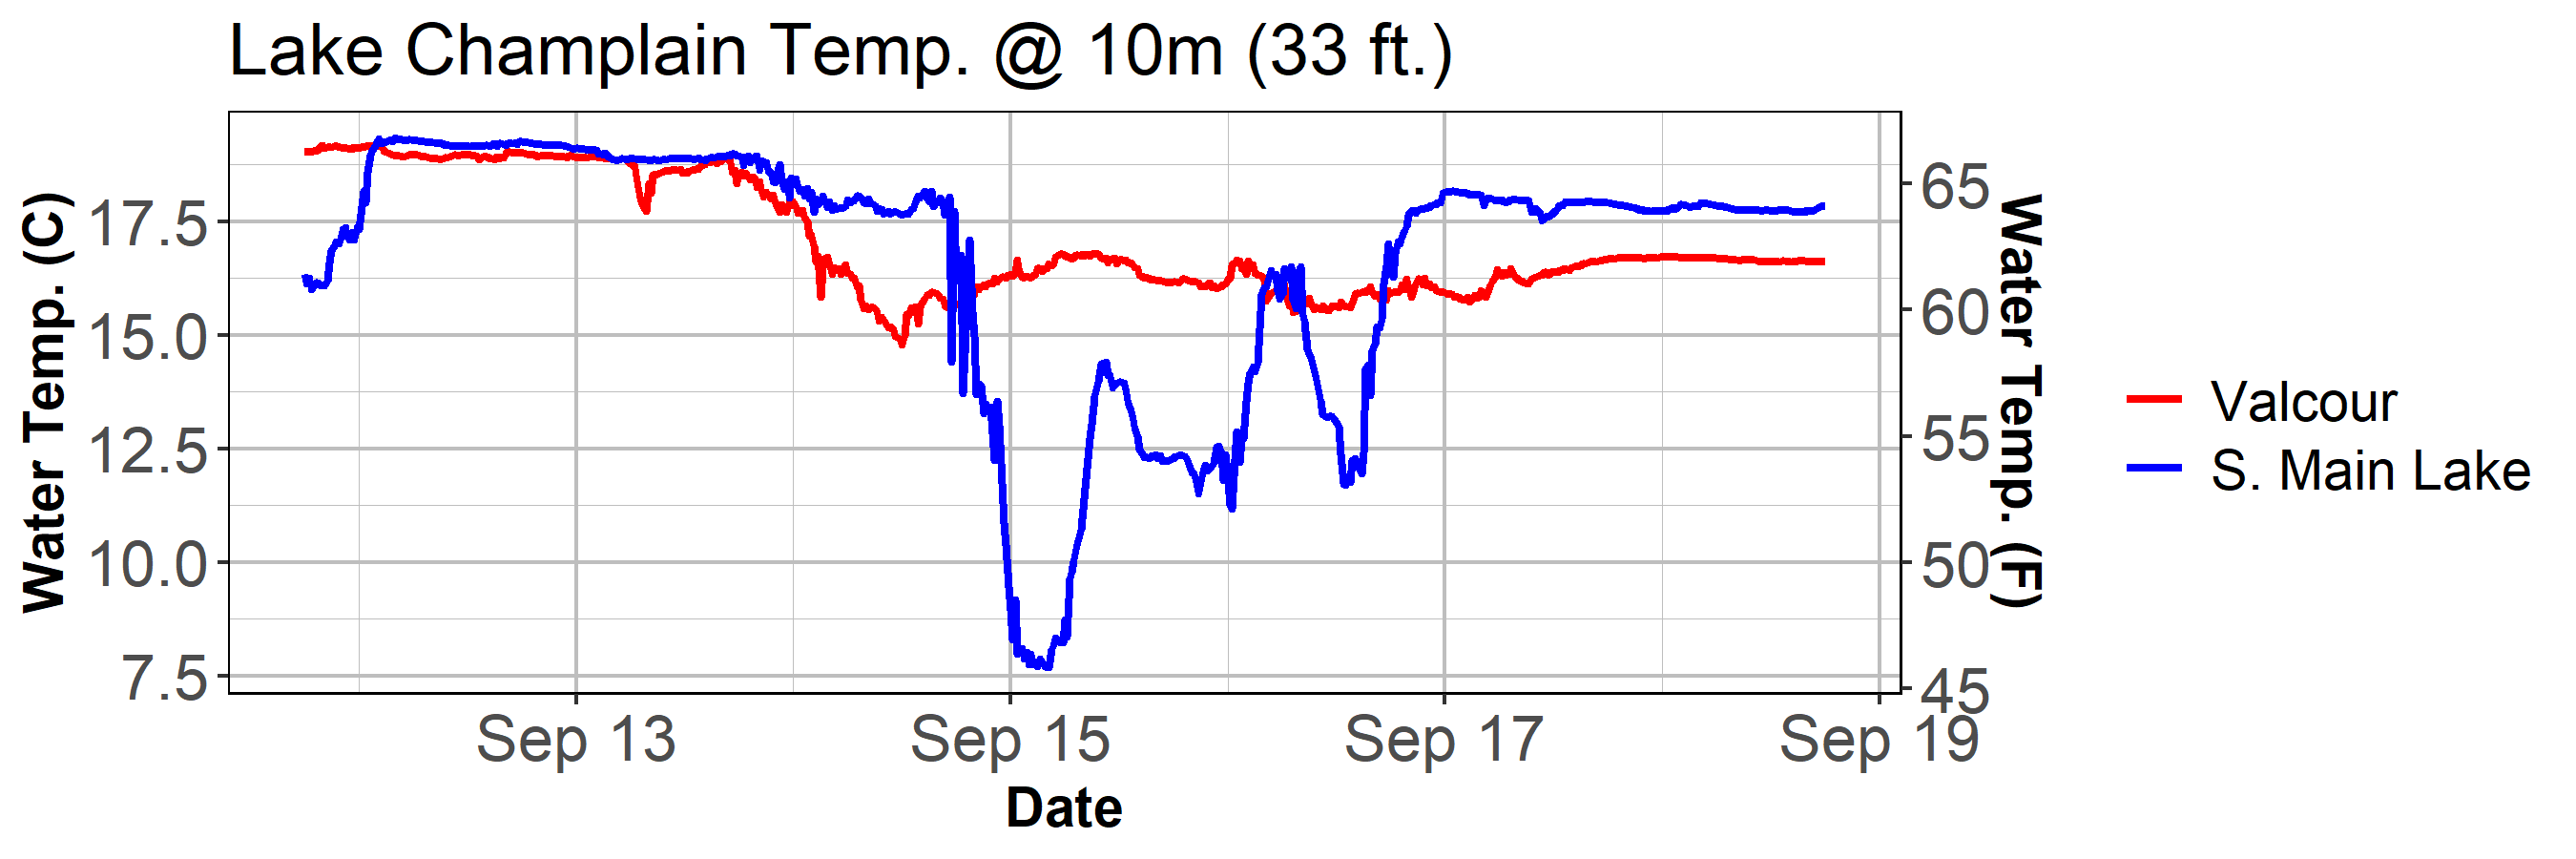 Lake Champlain Temp. @ 10m (33 ft.)
Water Temp. (C)
17.5
15.0
12.5
10.0
7.5
65
60
55
50
45
Water Temp. (F)
Sep 13 Sep 15 Sep 17 Sep 19
Date
Valcour
S. Main Lake